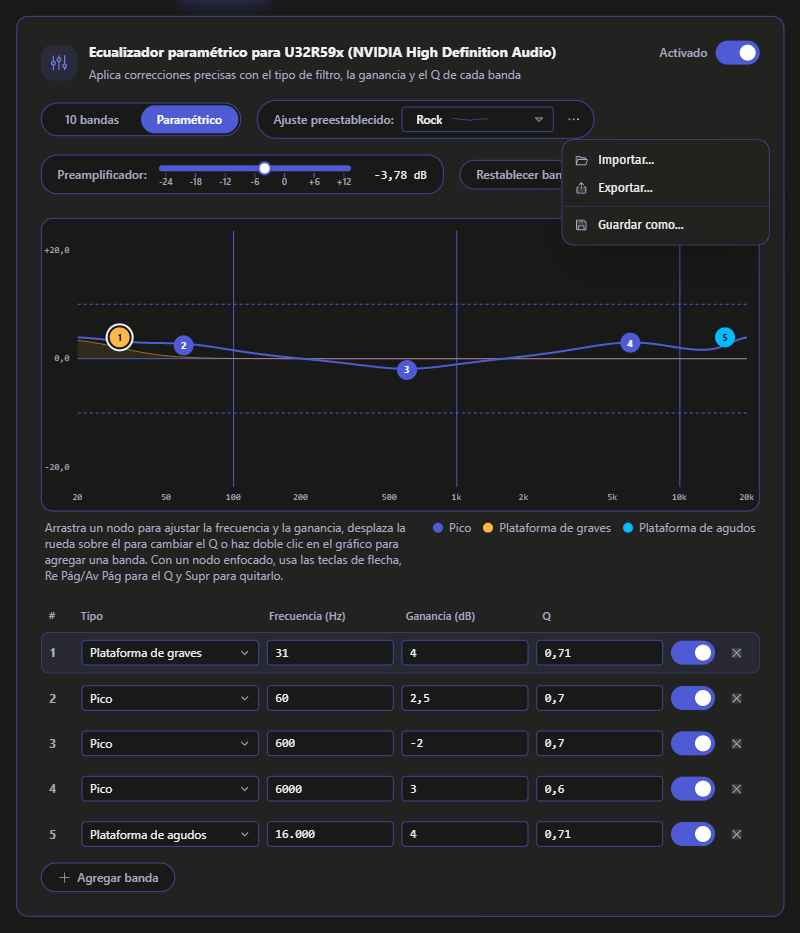 Ecualizador paramétrico para U32R59x (NVIDIA High Definition Audio)
Activado
Aplica correcciones precisas con el tipo de filtro, la ganancia y el Q de cada banda
10 bandas
Paramétrico
Ajuste preestablecido:
Rock
...
Importar...
Exportar...
Guardar como...
Preamplificador:
-24 -18 -12 -6 0 +6 +12
-3,78 dB
Restablecer ban
+20,0
0,0
-20,0
1
2
3
4
5
20 50 100 200 500 1k 2k 5k 10k 20k
Arrastra un nodo para ajustar la frecuencia y la ganancia, desplaza la
rueda sobre él para cambiar el Q o haz doble clic en el gráfico para
agregar una banda. Con un nodo enfocado, usa las teclas de flecha,
Re Pág/Av Pág para el Q y Supr para quitarlo.
Pico Plataforma de graves Plataforma de agudos
# Tipo Frecuencia (Hz) Ganancia (dB) Q
1 Plataforma de graves 31 4 0,71
2 Pico 60 2,5 0,7
3 Pico 600 -2 0,7
4 Pico 6000 3 0,6
5 Plataforma de agudos 16.000 4 0,71
Agregar banda